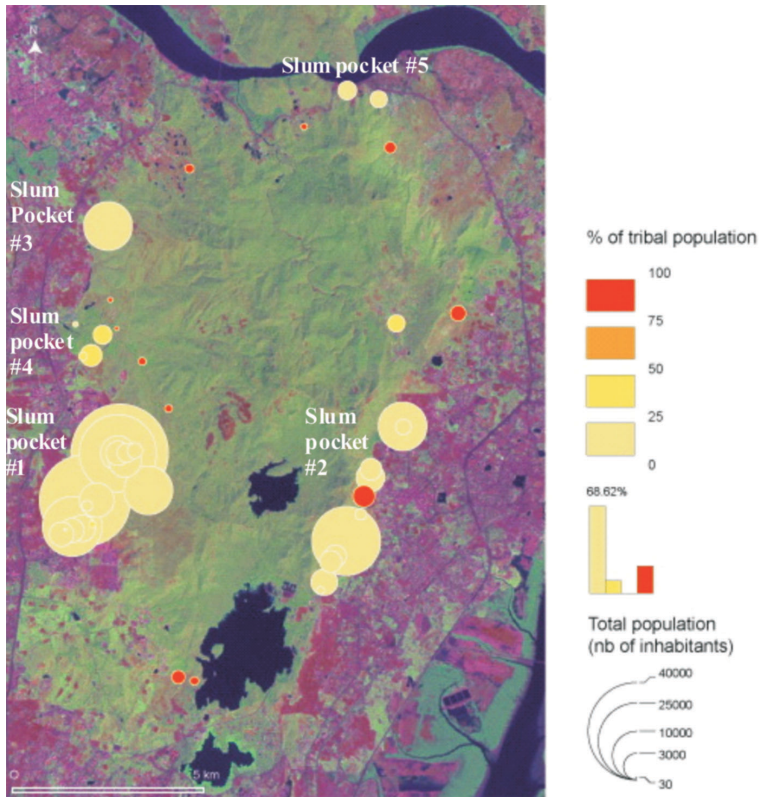 N
Slum pocket #5
Slum
Pocket
#3
Slum
pocket
#4
Slum
pocket
#1
Slum
pocket
#2
5 km
% of tribal population
100
75
50
25
0
68.62%
Total population
(nb of inhabitants)
40000
25000
10000
3000
30